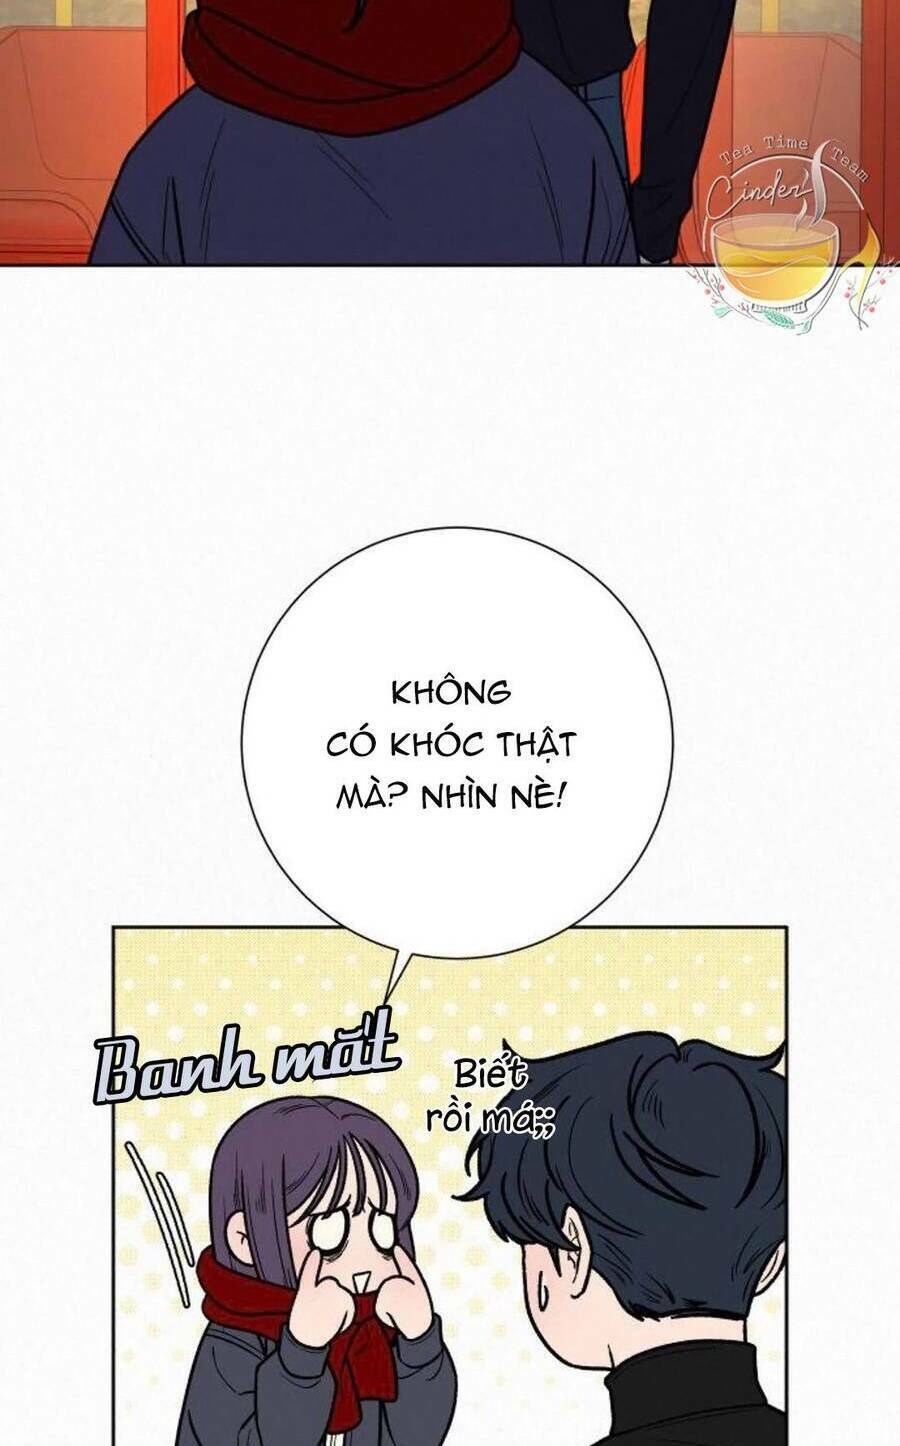 Tea Time Team
Cinder's
KHÔNG
CÓ KHÓC THẬT
MÀ? NHÌN NÈ!
Banh mắt
Biết
rồi má;;